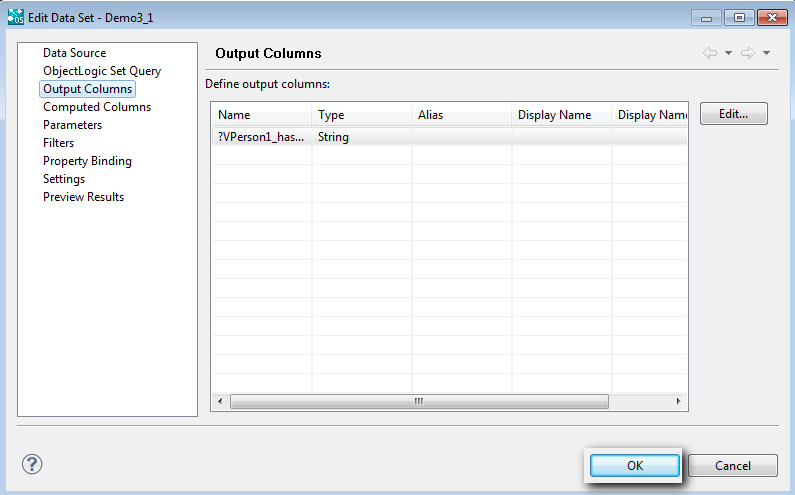 Edit Data Set - Demo3_1
Data Source
ObjectLogic Set Query
Output Columns
Computed Columns
Parameters
Filters
Property Binding
Settings
Preview Results
Output Columns
Define output columns:
Name Type Alias Display Name Display Name
Edit...
?VPerson1_has... String
OK Cancel